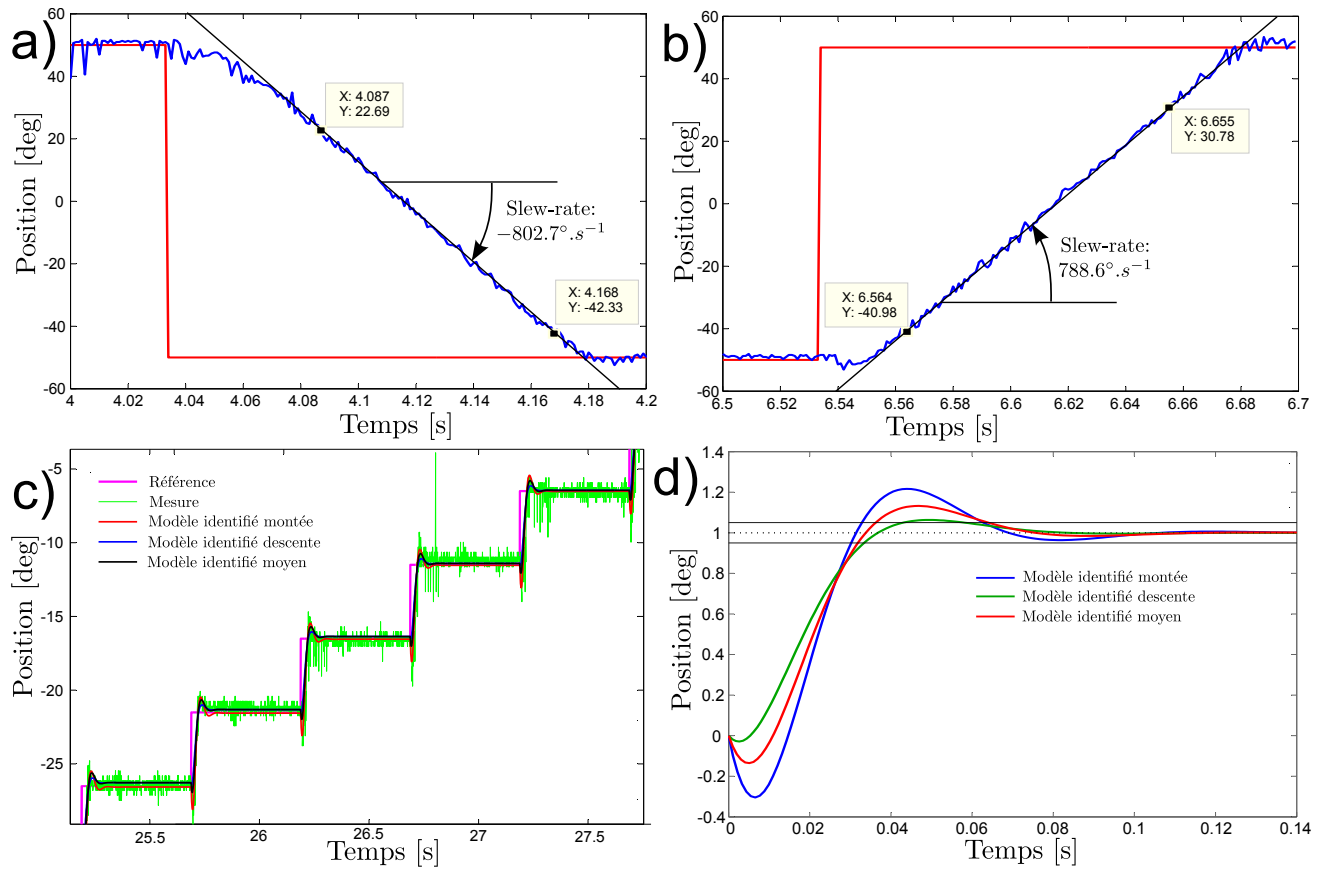 a)
60
40
20
0
-20
-40
-60
Position [deg]
X: 4.087
Y: 22.69
Slew-rate:
−802.7°.s⁻¹
X: 4.168
Y: -42.33
4
4.02
4.04
4.06
4.08
4.1
4.12
4.14
4.16
4.18
4.2
Temps [s]
b)
60
40
20
0
-20
-40
-60
Position [deg]
X: 6.655
Y: 30.78
Slew-rate:
788.6°.s⁻¹
X: 6.564
Y: -40.98
6.5
6.52
6.54
6.56
6.58
6.6
6.62
6.64
6.66
6.68
6.7
Temps [s]
c)
-5
-10
-15
-20
-25
Position [deg]
Référence
Mesure
Modèle identifié montée
Modèle identifié descente
Modèle identifié moyen
25.5
26
26.5
27
27.5
Temps [s]
d)
1.4
1.2
1
0.8
0.6
0.4
0.2
0
-0.2
-0.4
Position [deg]
Modèle identifié montée
Modèle identifié descente
Modèle identifié moyen
0
0.02
0.04
0.06
0.08
0.1
0.12
0.14
Temps [s]